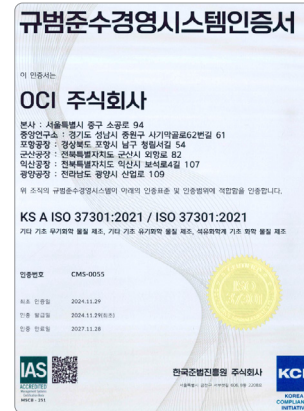 규범준수경영시스템인증서
이 인증서는
OCI 주식회사
본사 : 서울특별시 중구 소공로 94
중앙연구소 : 경기도 성남시 중원구 사기막골로62번길 61
포항공장 : 경상북도 포항시 남구 청림서길 54
군산공장 : 전북특별자치도 군산시 외항로 82
익산공장 : 전북특별자치도 익산시 보석로4길 107
광양공장 : 전라남도 광양시 산업로 109
위 조직의 규범준수경영시스템이 아래의 인증표준 및 인증범위에 적합함을 인증합니다.
KS A ISO 37301:2021 / ISO 37301:2021
기타 기초 무기화학 물질 제조, 기타 기초 유기화학 물질 제조, 석유화학계 기초 화학 물질 제조
인증번호 CMS-0055
최초 인증일 2024.11.29
인증 발급일 2024.11.29
인증 만료일 2027.11.28
IAS
ACCREDITED
MSCB - 251
한국준법진흥원 주식회사
KCI
KOREA
COMPLIANCE
INITIATIVE